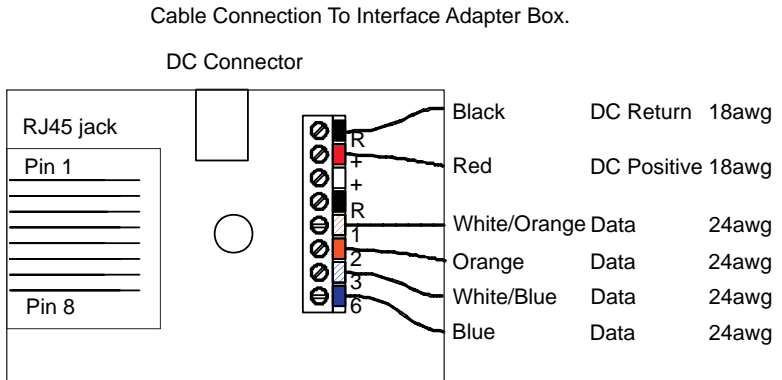 Cable Connection To Interface Adapter Box.
DC Connector
RJ45 jack
Pin 1
Pin 8
R
+
+
R
1
2
3
6
Black DC Return 18awg
Red DC Positive 18awg
White/Orange Data 24awg
Orange Data 24awg
White/Blue Data 24awg
Blue Data 24awg